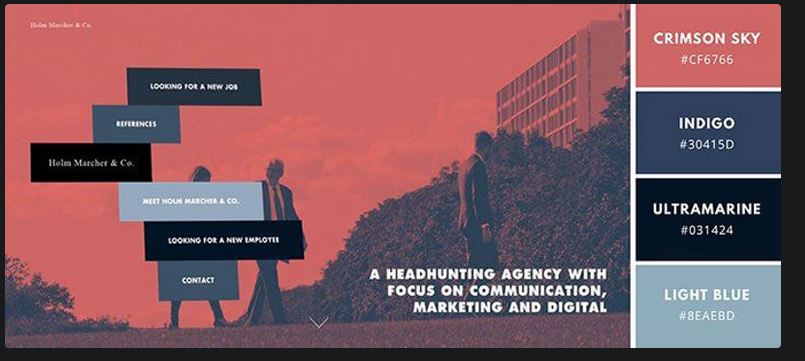 Holm Marcher & Co.
LOOKING FOR A NEW JOB
REFERENCES
Holm Marcher & Co.
MEET HOLM MARCHER & CO.
LOOKING FOR A NEW EMPLOYEE
CONTACT
A HEADHUNTING AGENCY WITH
FOCUS ON COMMUNICATION,
MARKETING AND DIGITAL
CRIMSON SKY
#CF6766
INDIGO
#30415D
ULTRAMARINE
#031424
LIGHT BLUE
#8EAEBD